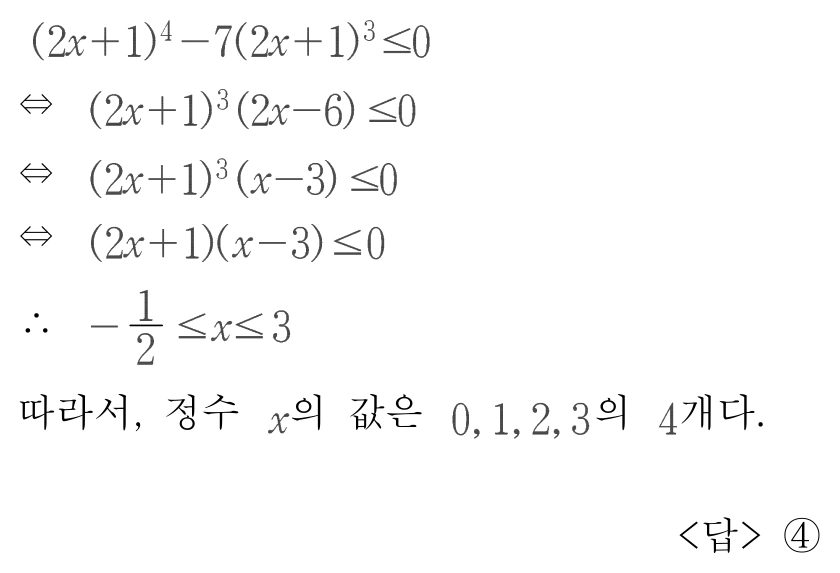 (2x+1)⁴−7(2x+1)³≤0
⇔ (2x+1)³(2x−6)≤0
⇔ (2x+1)³(x−3)≤0
⇔ (2x+1)(x−3)≤0
∴ −1/2≤x≤3
따라서, 정수 x의 값은 0, 1, 2, 3의 4개다.
<답> ④